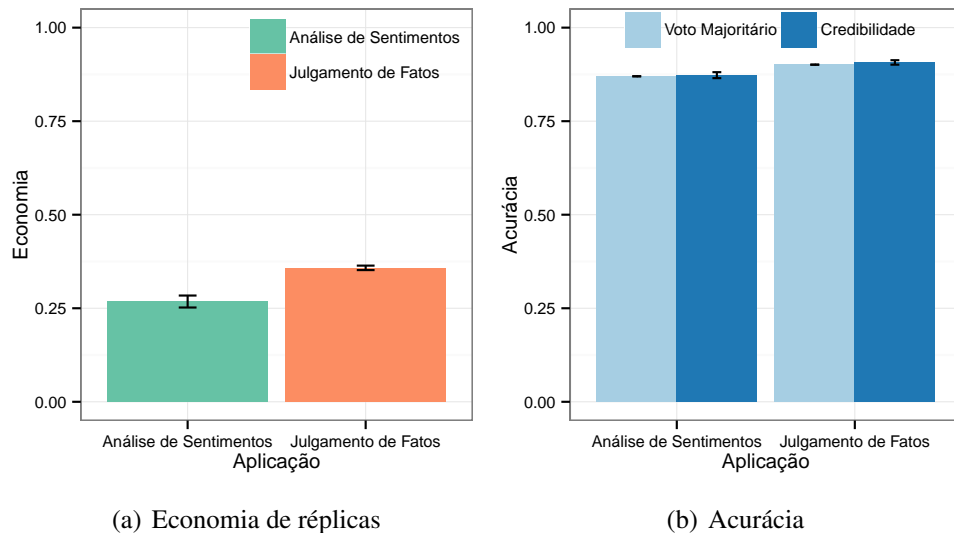 1.00
0.75
0.50
0.25
0.00
Economia
Análise de Sentimentos
Julgamento de Fatos
Análise de Sentimentos Julgamento de Fatos
Aplicação
(a) Economia de réplicas
1.00
0.75
0.50
0.25
0.00
Acurácia
Voto Majoritário Credibilidade
Análise de Sentimentos Julgamento de Fatos
Aplicação
(b) Acurácia